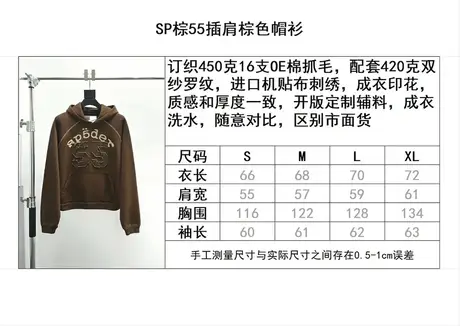 SP棕55插肩棕色帽衫
订织450克16支OE棉抓毛，配套420克双
纱罗纹，进口机贴布刺绣，成衣印花，
质感和厚度一致，开版定制辅料，成衣
洗水，随意对比，区别市面货
尺码 S M L XL
衣长 66 68 70 72
肩宽 55 57 59 61
胸围 116 122 128 134
袖长 60 61 62 63
手工测量尺寸与实际尺寸之间存在0.5-1cm误差
Sp5der
55